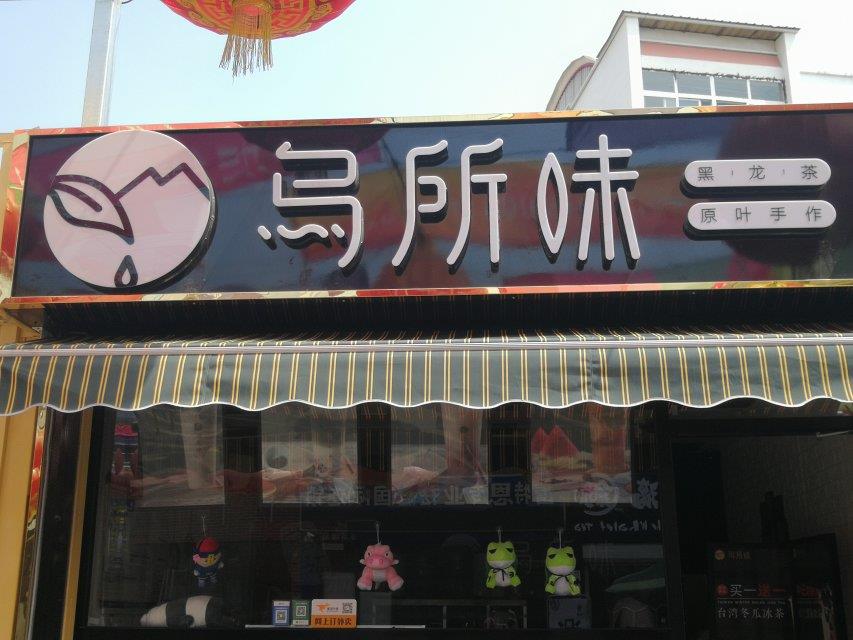 乌所味
黑龙茶
原叶手作
网上订外卖
买一送一
台湾冬瓜冰茶